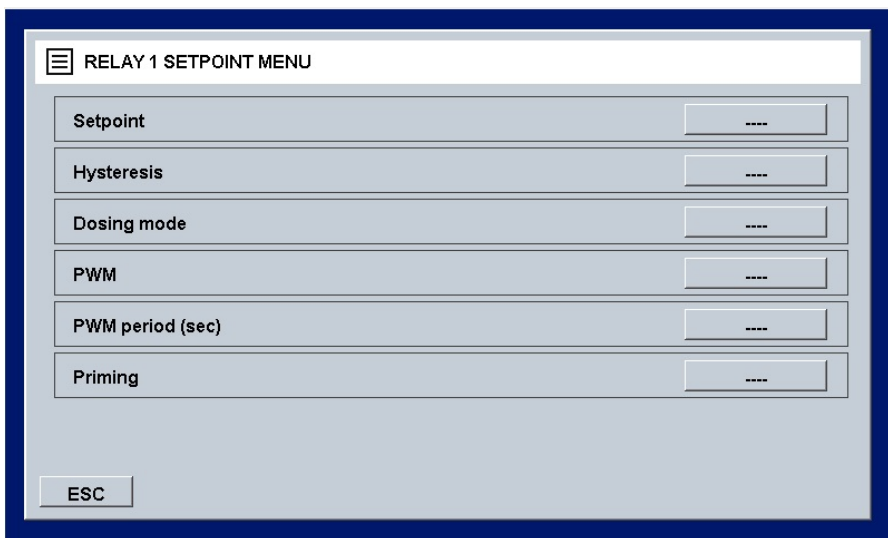 RELAY 1 SETPOINT MENU
Setpoint ----
Hysteresis ----
Dosing mode ----
PWM ----
PWM period (sec) ----
Priming ----
ESC